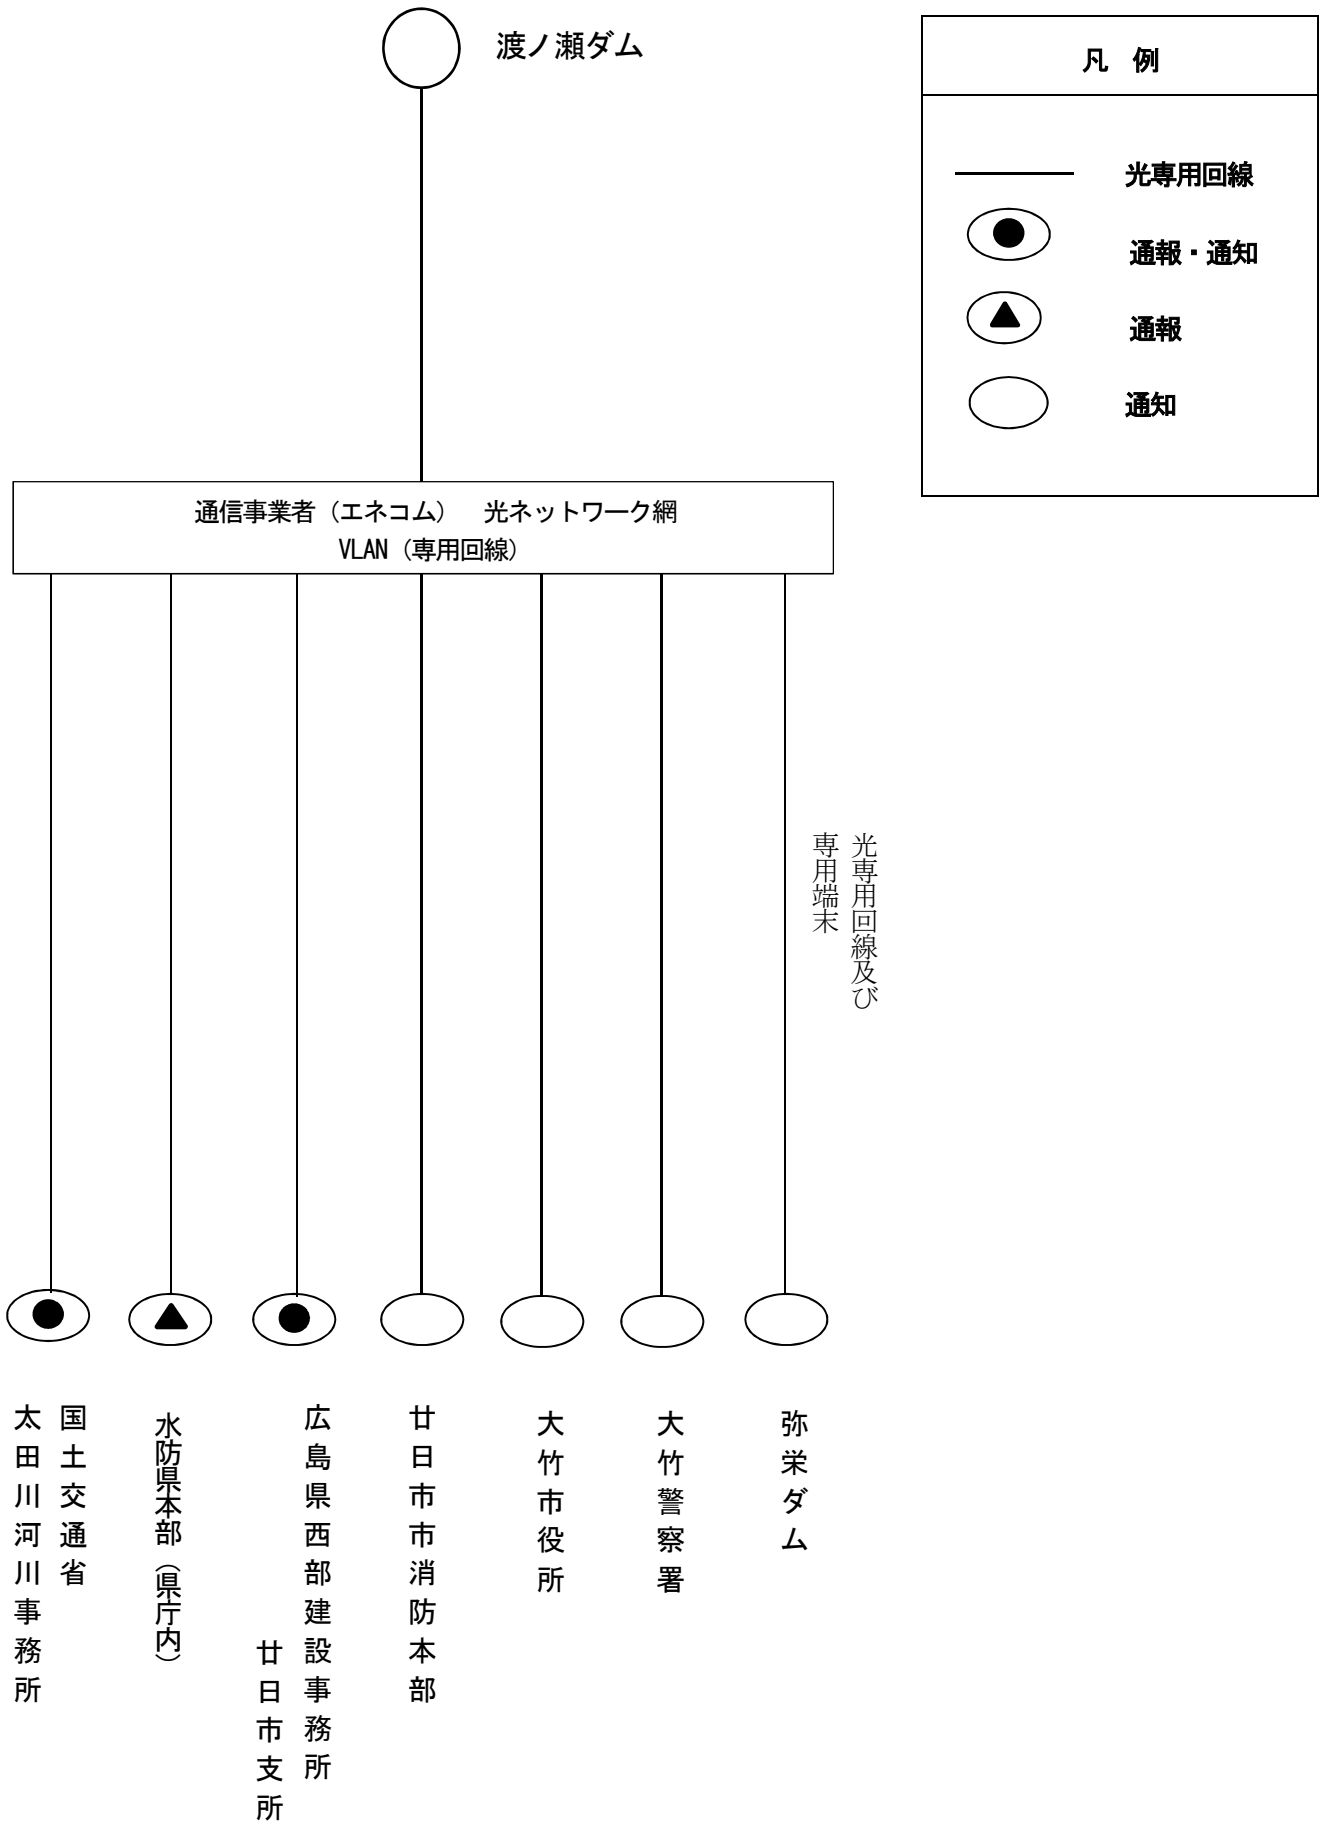 渡ノ瀬ダム
凡　例
光専用回線
通報・通知
通報
通知
通信事業者（エネコム）　光ネットワーク網
VLAN（専用回線）
光専用回線及び
専用端末
国土交通省
太田川河川事務所
水防県本部（県庁内）
広島県西部建設事務所
廿日市支所
廿日市市消防本部
大竹市役所
大竹警察署
弥栄ダム